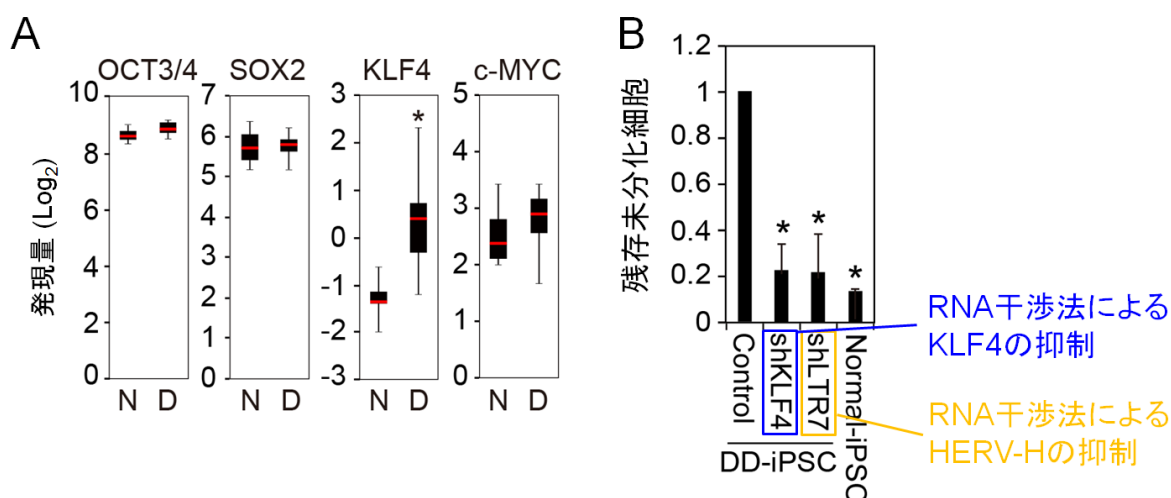 A
OCT3/4 SOX2 KLF4 c-MYC
発現量 (Log₂)
10
8
6
4
2
0
7
6
5
4
3
2
1
0
3
2
1
0
-1
-2
-3
*
5
4
3
2
1
0
N D N D N D N D
B
残存未分化細胞
1.2
1
0.8
0.6
0.4
0.2
0
* * *
Control
shKLF4
shLTR7
Normal-iPSC
DD-iPSC
RNA干渉法による
KLF4の抑制
RNA干渉法による
HERV-Hの抑制